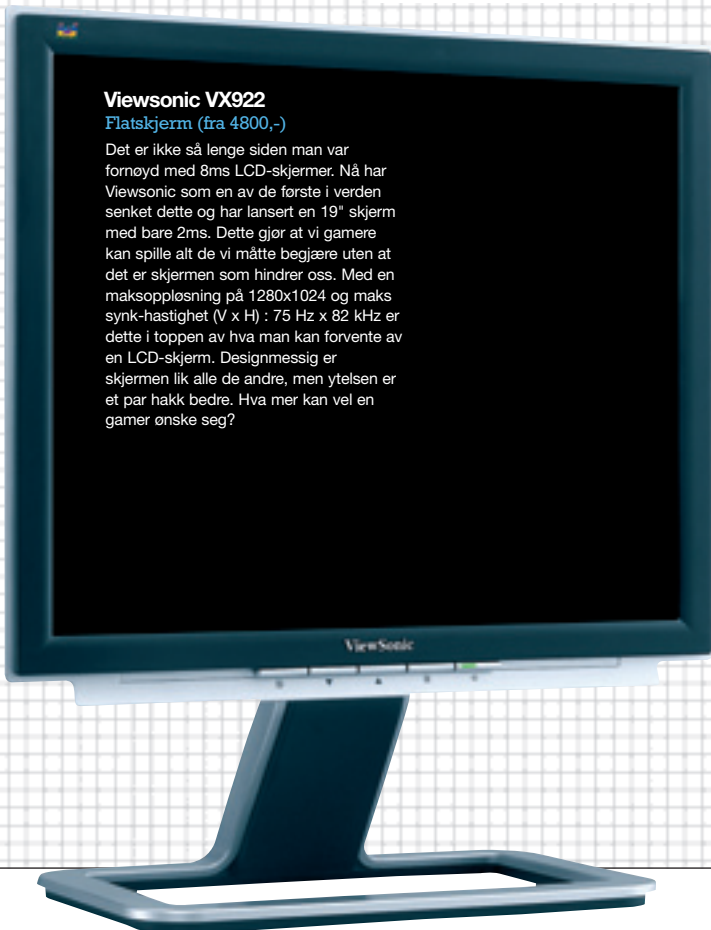 Viewsonic VX922
Flatskjerm (fra 4800,-)
Det er ikke så lenge siden man var
fornøyd med 8ms LCD-skjermer. Nå har
Viewsonic som en av de første i verden
senket dette og har lansert en 19" skjerm
med bare 2ms. Dette gjør at vi gamere
kan spille alt de vi måtte begjære uten at
det er skjermen som hindrer oss. Med en
maksoppløsning på 1280x1024 og maks
synk-hastighet (V x H) : 75 Hz x 82 kHz er
dette i toppen av hva man kan forvente av
en LCD-skjerm. Designmessig er
skjermen lik alle de andre, men ytelsen er
et par hakk bedre. Hva mer kan vel en
gamer ønske seg?
ViewSonic